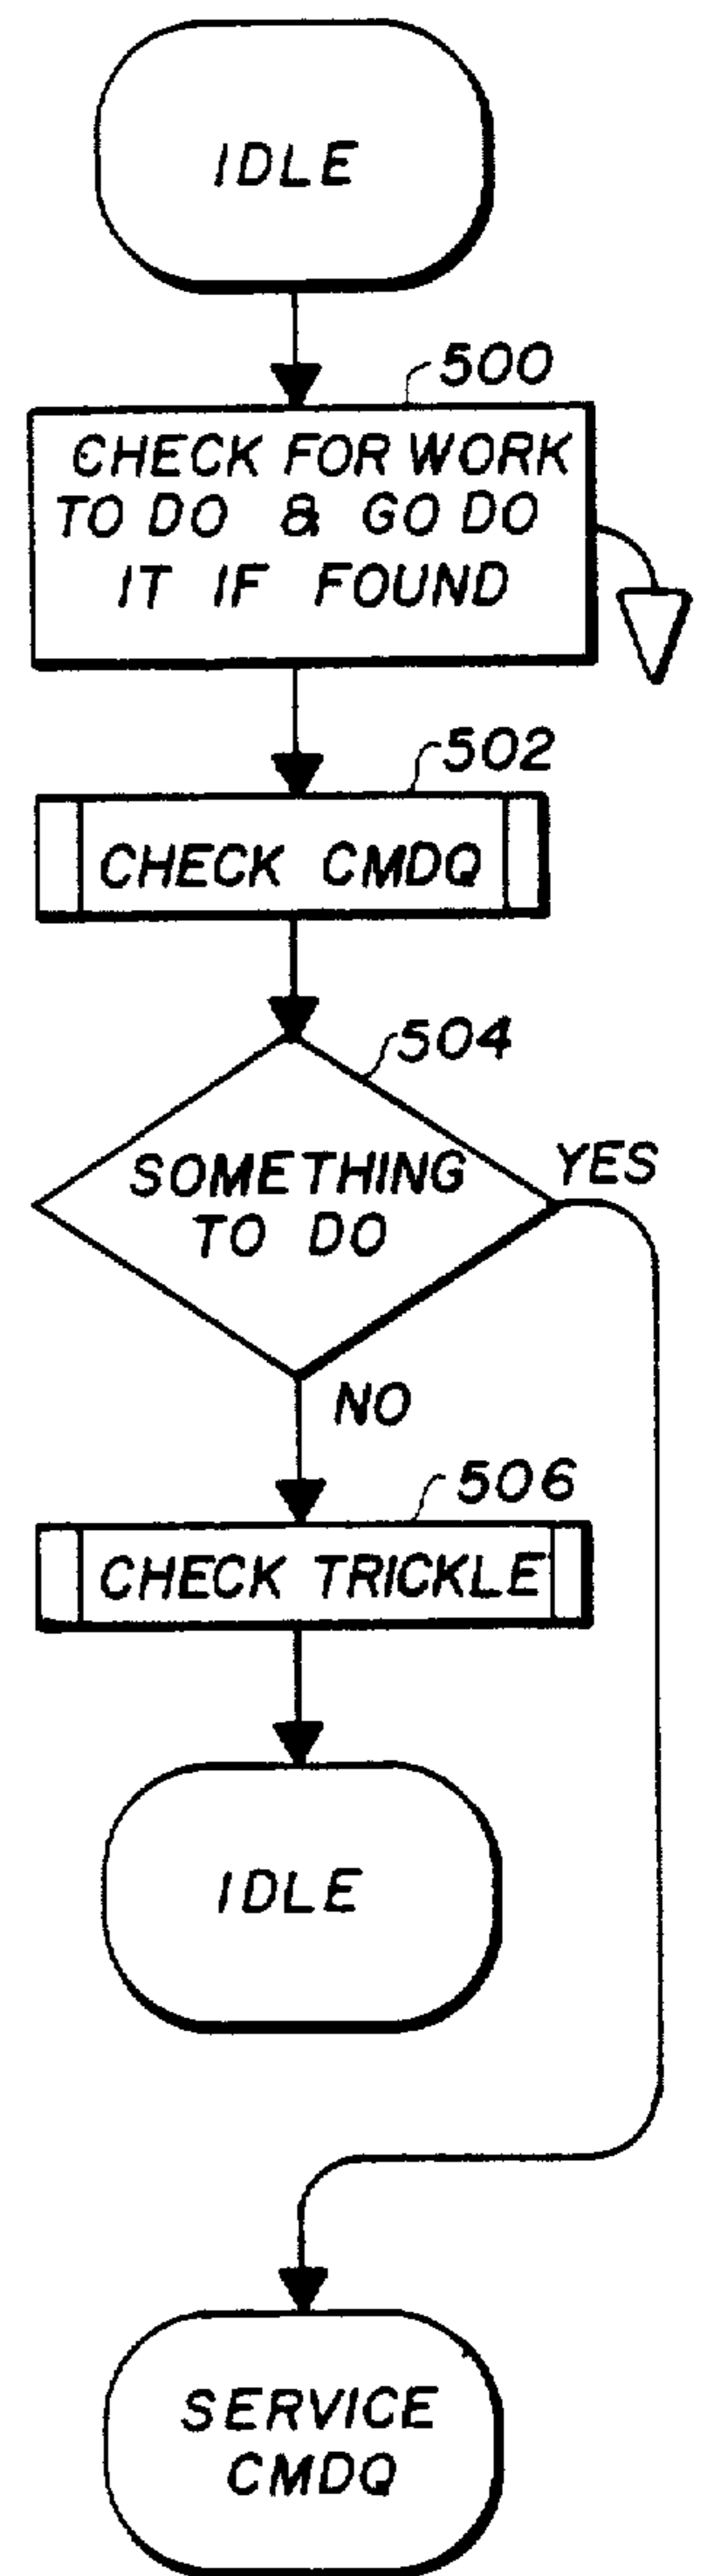 IDLE
500
CHECK FOR WORK
TO DO & GO DO
IT IF FOUND
502
CHECK CMDQ
504
SOMETHING
TO DO
YES
NO
506
CHECK TRICKLE
IDLE
SERVICE
CMDQ